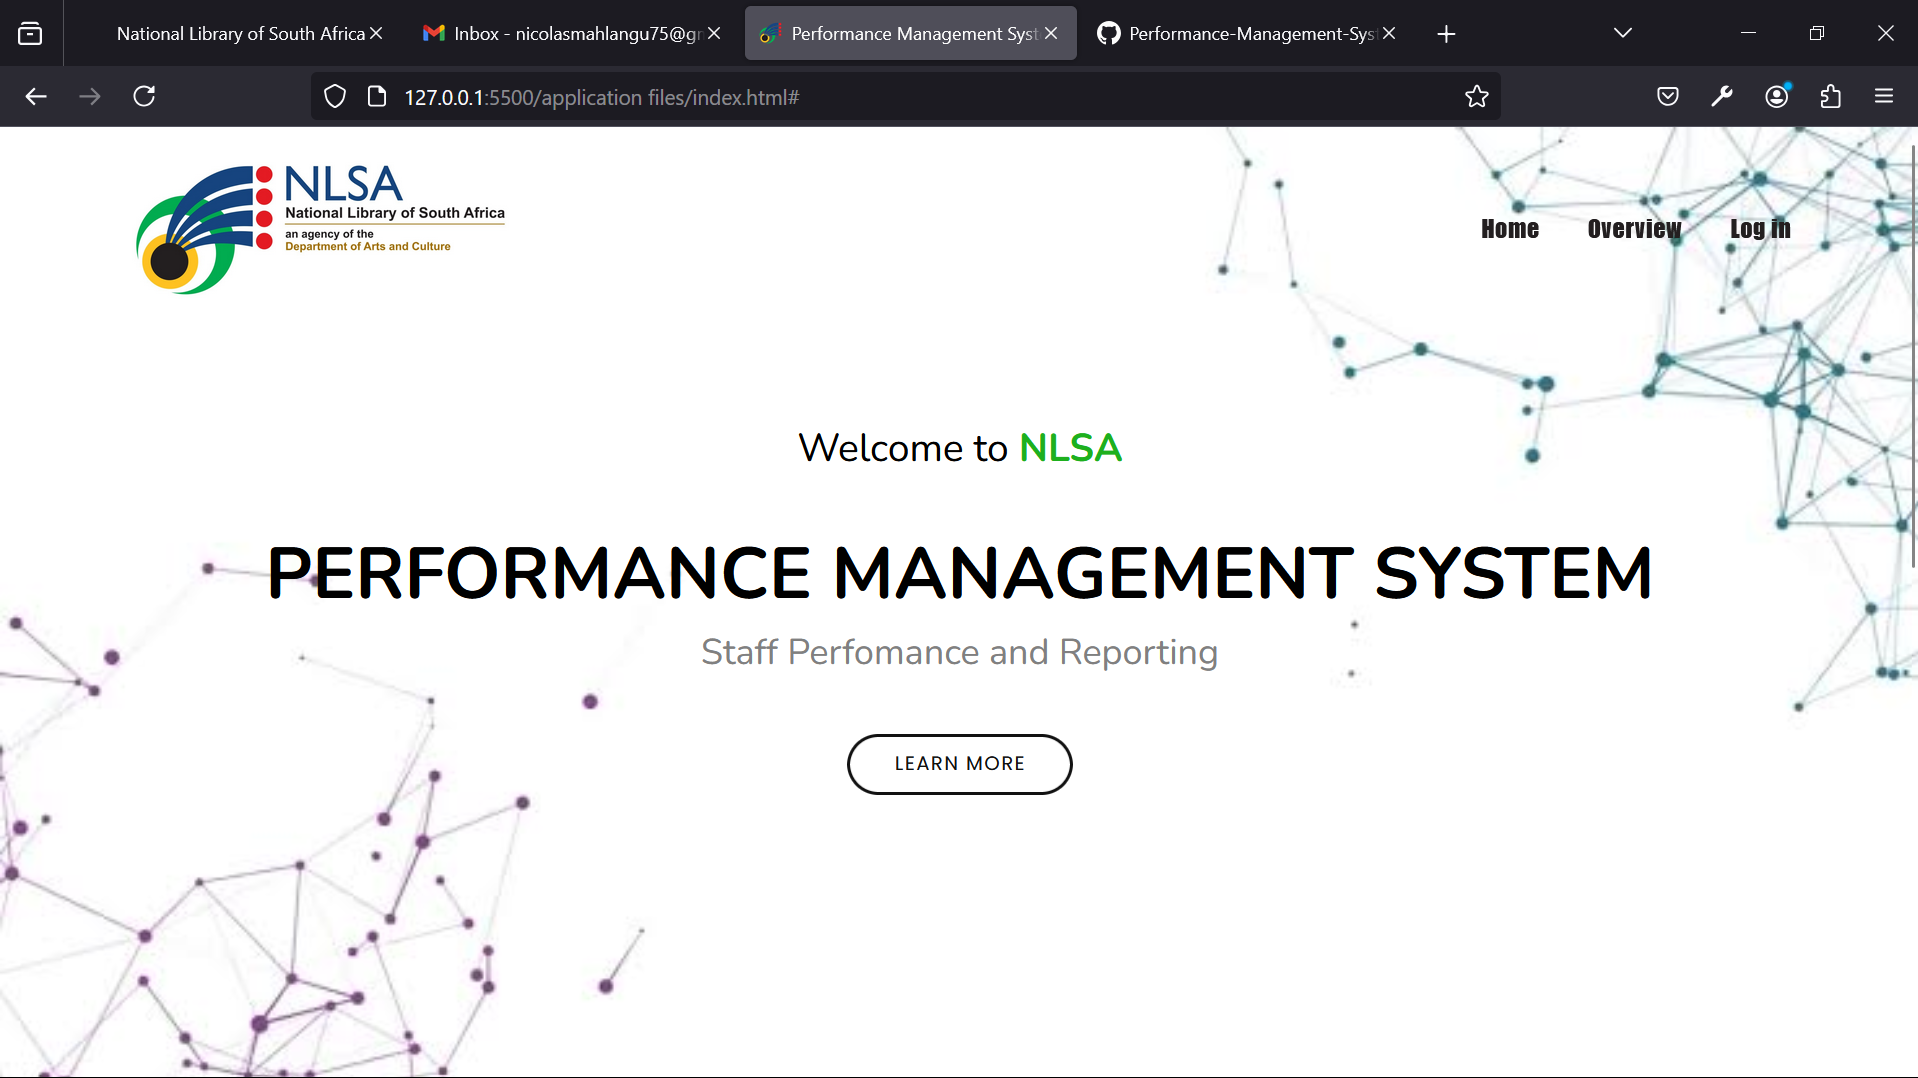 National Library of South Africa
Inbox - nicolasmahlangu75@gm
Performance Management Syst
Performance-Management-Syst
127.0.0.1:5500/application files/index.html#
NLSA
National Library of South Africa
an agency of the
Department of Arts and Culture
Home Overview Log in
Welcome to NLSA
PERFORMANCE MANAGEMENT SYSTEM
Staff Perfomance and Reporting
LEARN MORE